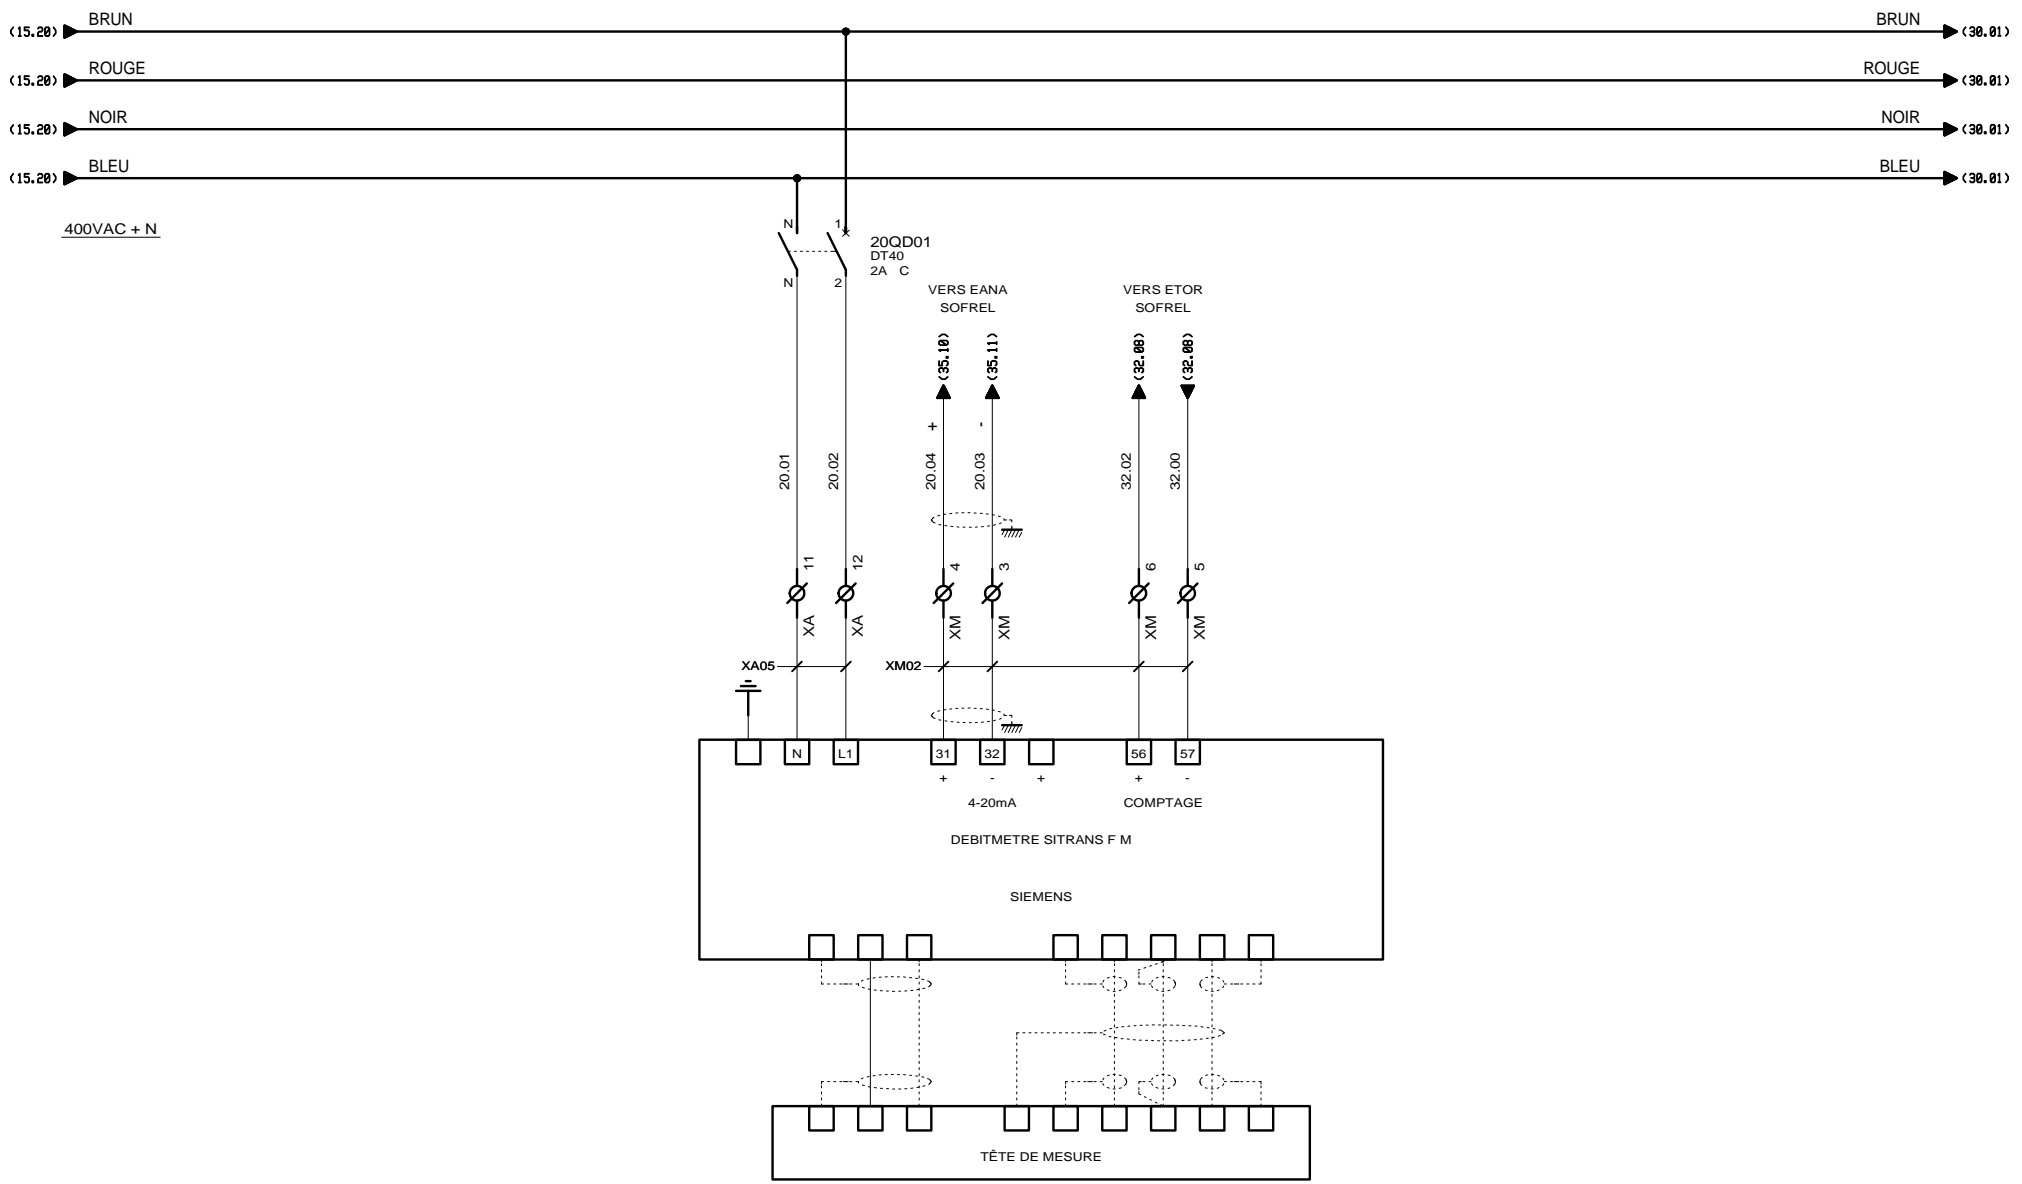 (15.20) BRUN BRUN (30.01)
(15.20) ROUGE ROUGE (30.01)
(15.20) NOIR NOIR (30.01)
(15.20) BLEU BLEU (30.01)
400VAC + N
N 1
20QD01
DT40
2A C
N 2
VERS EANA
SOFREL
VERS ETOR
SOFREL
(35.10) (35.11) (32.08) (32.08)
+ -
20.01 20.02 20.04 20.03 32.02 32.00
11 12 4 3 6 5
XA XA XM XM XM XM
XA05 XM02
N L1 31 32 56 57
+ - + + -
4-20mA COMPTAGE
DEBITMETRE SITRANS F M
SIEMENS
TÊTE DE MESURE